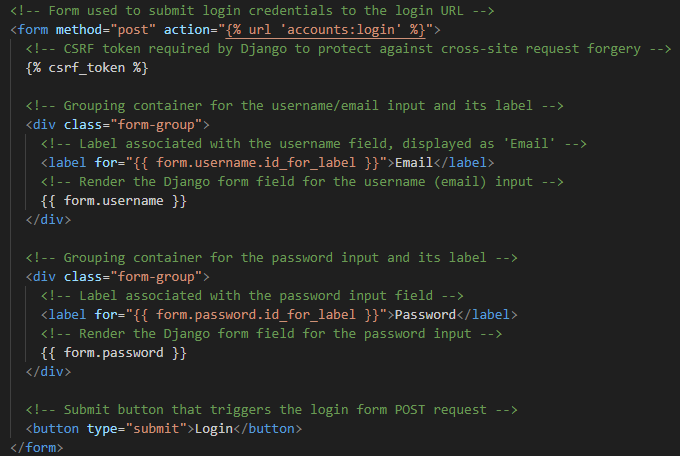 <!-- Form used to submit login credentials to the login URL -->
<form method="post" action="{% url 'accounts:login' %}">
<!-- CSRF token required by Django to protect against cross-site request forgery -->
{% csrf_token %}
<!-- Grouping container for the username/email input and its label -->
<div class="form-group">
<!-- Label associated with the username field, displayed as 'Email' -->
<label for="{{ form.username.id_for_label }}">Email</label>
<!-- Render the Django form field for the username (email) input -->
{{ form.username }}
</div>
<!-- Grouping container for the password input and its label -->
<div class="form-group">
<!-- Label associated with the password input field -->
<label for="{{ form.password.id_for_label }}">Password</label>
<!-- Render the Django form field for the password input -->
{{ form.password }}
</div>
<!-- Submit button that triggers the login form POST request -->
<button type="submit">Login</button>
</form>